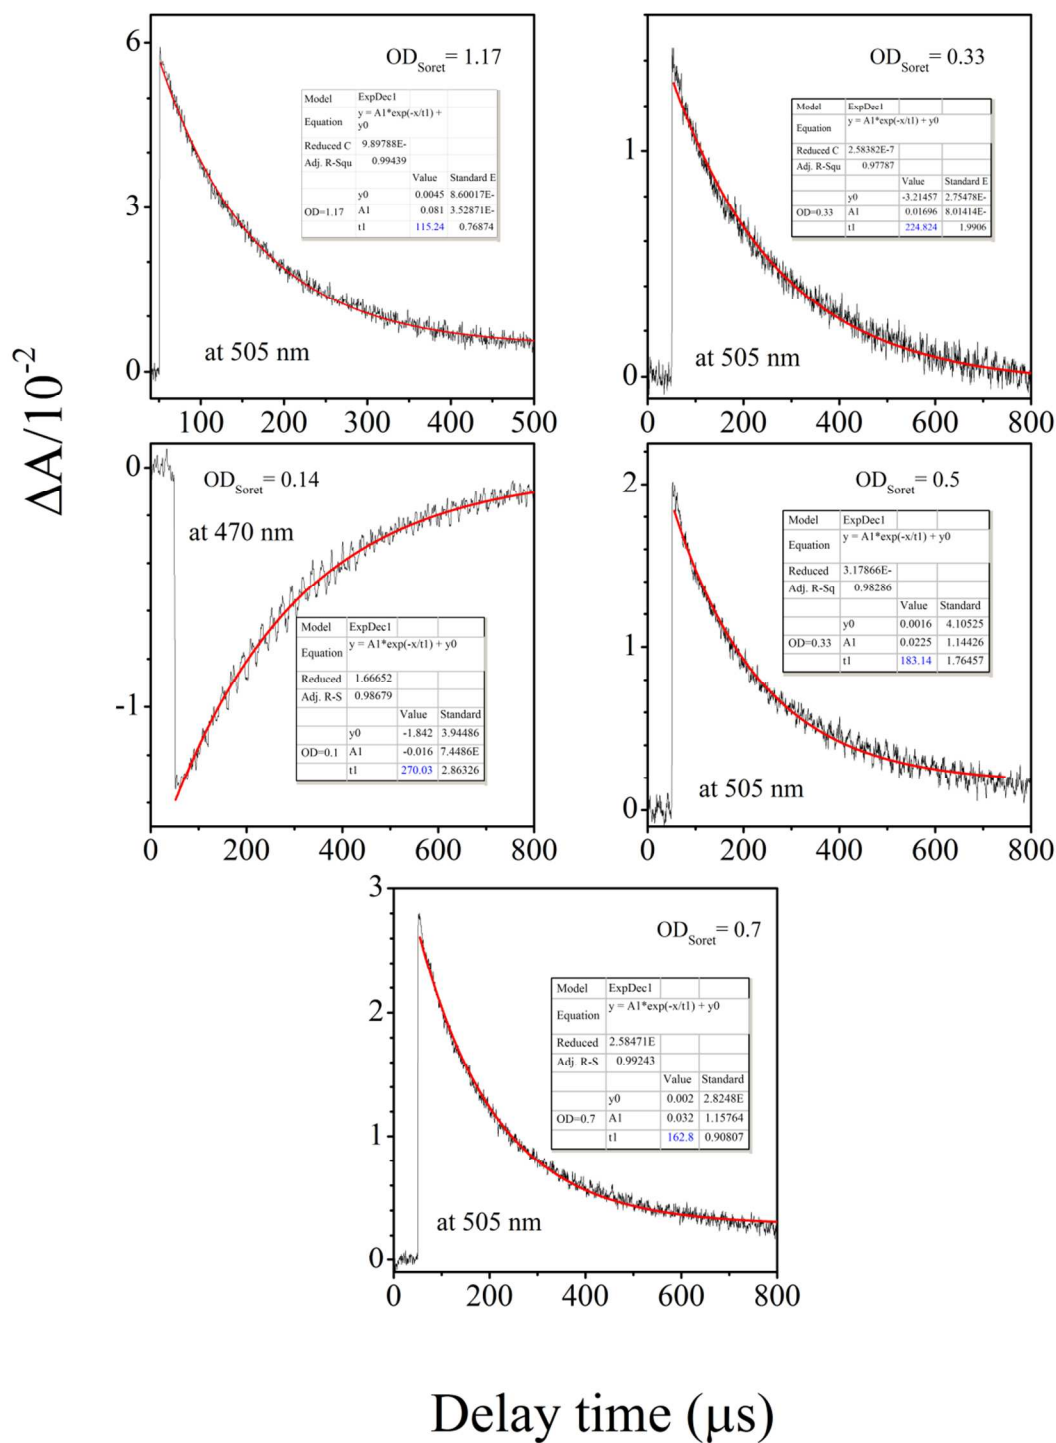 ΔA/10⁻²
6
3
0
100 200 300 400 500
OD_Soret = 1.17
at 505 nm
Model ExpDec1
Equation y = A1*exp(-x/t1) +
y0
Reduced C 9.89788E-
Adj. R-Squ 0.99439
Value Standard E
y0 0.0045 8.60017E-
OD=1.17 A1 0.081 3.52871E-
t1 115.24 0.76874
1
0
0 200 400 600 800
OD_Soret = 0.33
at 505 nm
Model ExpDec1
Equation y = A1*exp(-x/t1) + y0
Reduced C 2.58382E-7
Adj. R-Squ 0.97787
Value Standard E
y0 -3.21457 2.75478E-
OD=0.33 A1 0.01696 8.01414E-
t1 224.824 1.9906
0
-1
0 200 400 600 800
OD_Soret = 0.14
at 470 nm
Model ExpDec1
Equation y = A1*exp(-x/t1) + y0
Reduced 1.66652
Adj. R-S 0.98679
Value Standard
y0 -1.842 3.94486
OD=0.1 A1 -0.016 7.4486E
t1 270.03 2.86326
2
1
0
0 200 400 600 800
OD_Soret = 0.5
at 505 nm
Model ExpDec1
Equation y = A1*exp(-x/t1) + y0
Reduced 3.17866E-
Adj. R-Sq 0.98286
Value Standard
y0 0.0016 4.10525
OD=0.33 A1 0.0225 1.14426
t1 183.14 1.76457
3
2
1
0
0 200 400 600 800
OD_Soret = 0.7
at 505 nm
Model ExpDec1
Equation y = A1*exp(-x/t1) + y0
Reduced 2.58471E
Adj. R-S 0.99243
Value Standard
y0 0.002 2.8248E
OD=0.7 A1 0.032 1.15764
t1 162.8 0.90807
Delay time (μs)